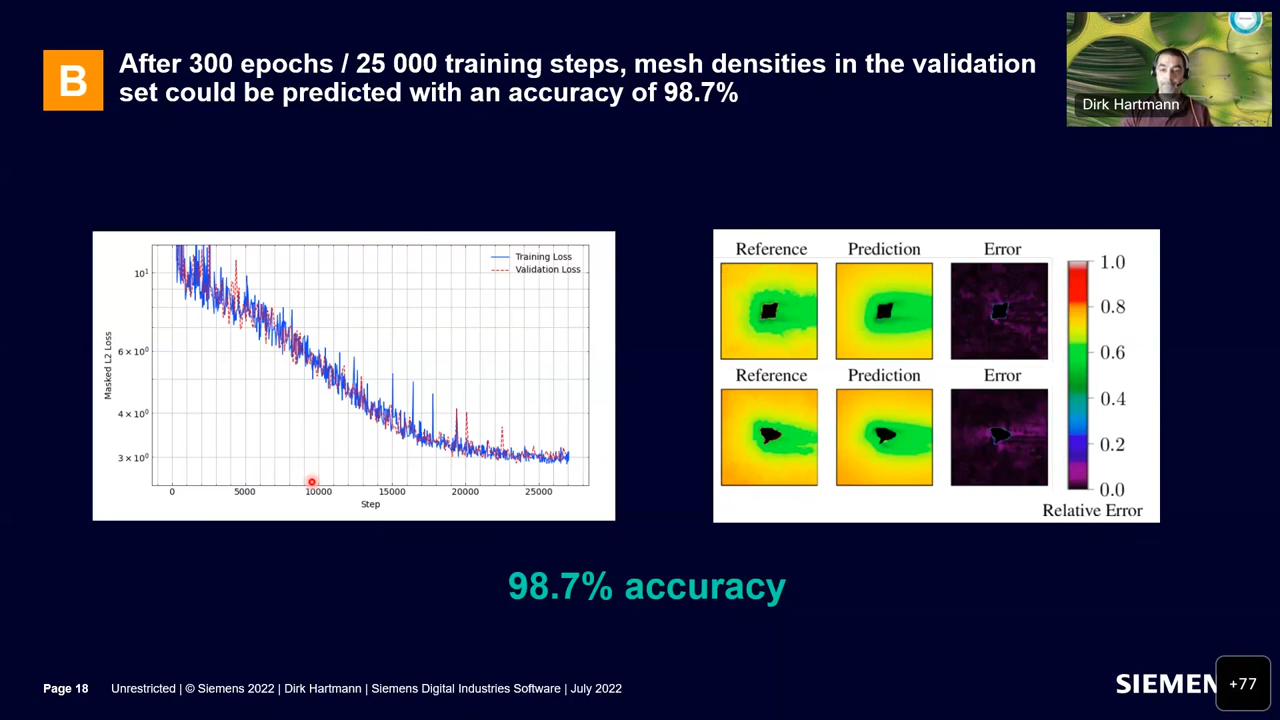 B
After 300 epochs / 25 000 training steps, mesh densities in the validation
set could be predicted with an accuracy of 98.7%
Dirk Hartmann
Training Loss
Validation Loss
10¹
6 × 10⁰
4 × 10⁰
3 × 10⁰
Masked L2 Loss
0 5000 10000 15000 20000 25000
Step
Reference Prediction Error
Reference Prediction Error
1.0
0.8
0.6
0.4
0.2
0.0
Relative Error
98.7% accuracy
Page 18 Unrestricted | © Siemens 2022 | Dirk Hartmann | Siemens Digital Industries Software | July 2022
SIEMEN
+77